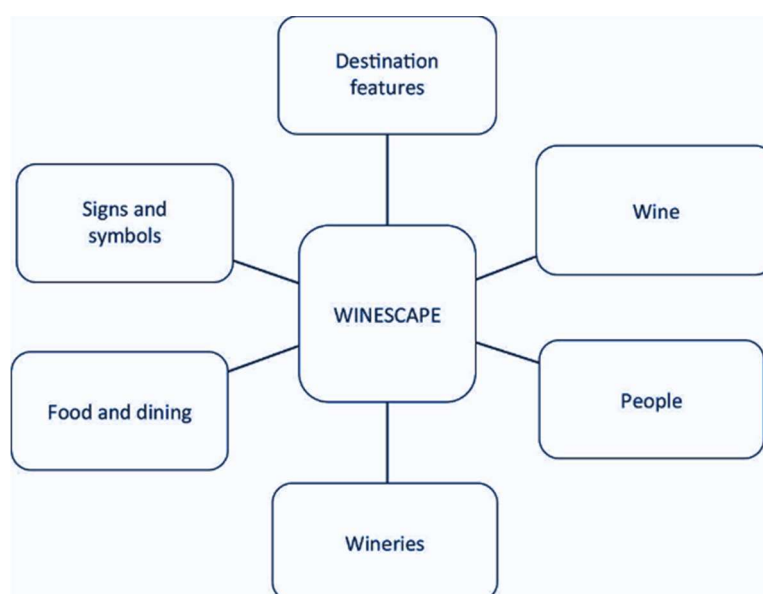 Destination
features
Signs and
symbols
Wine
WINESCAPE
Food and dining
People
Wineries